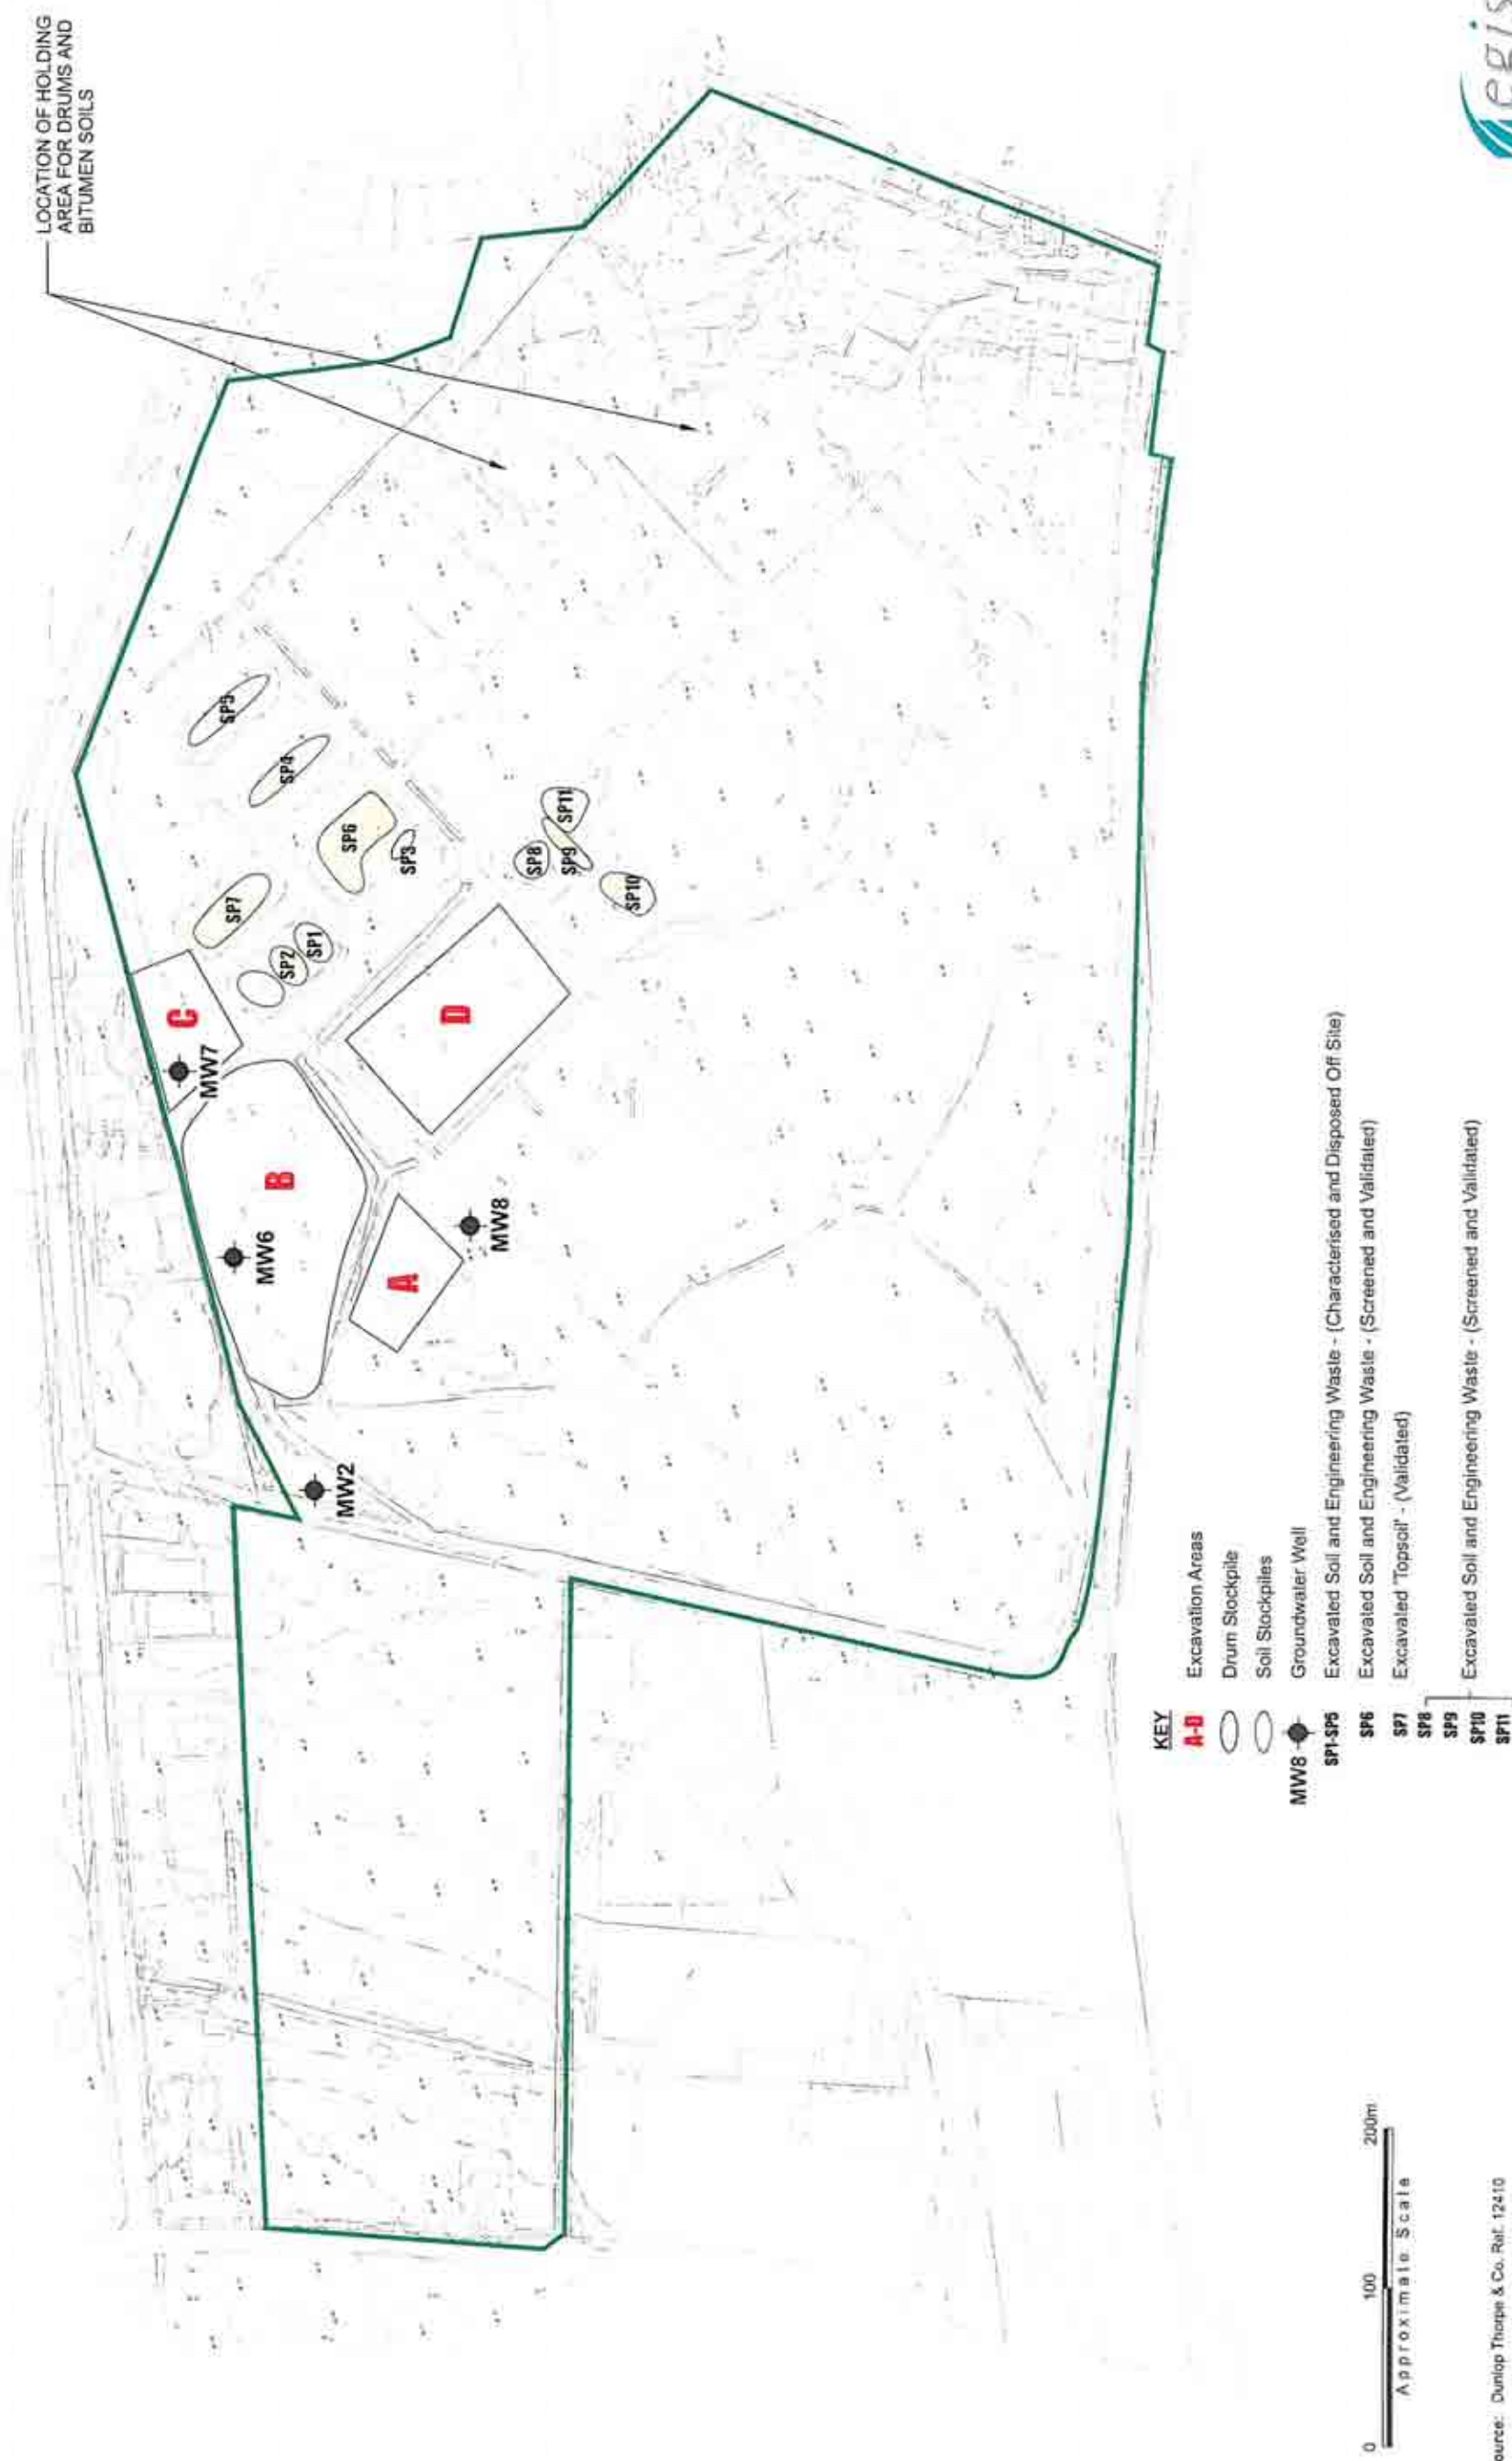 LOCATION OF HOLDING
AREA FOR DRUMS AND
BITUMEN SOILS
SP5
SP4
SP6
SP3
SP7
SP2
SP1
SP8
SP9
SP11
SP10
C
MW7
B
MW6
D
A
MW8
MW2
KEY
A-D Excavation Areas
Drum Stockpile
Soil Stockpiles
MW8 Groundwater Well
SP1-SP5 Excavated Soil and Engineering Waste - (Characterised and Disposed Off Site)
SP6 Excavated Soil and Engineering Waste - (Screened and Validated)
SP7 Excavated "Topsoil" - (Validated)
SP8
SP9
SP10
SP11
Excavated Soil and Engineering Waste - (Screened and Validated)
0 100 200m
Approximate Scale
ource: Dunlop Thorpe & Co. Ref. 12410
egis